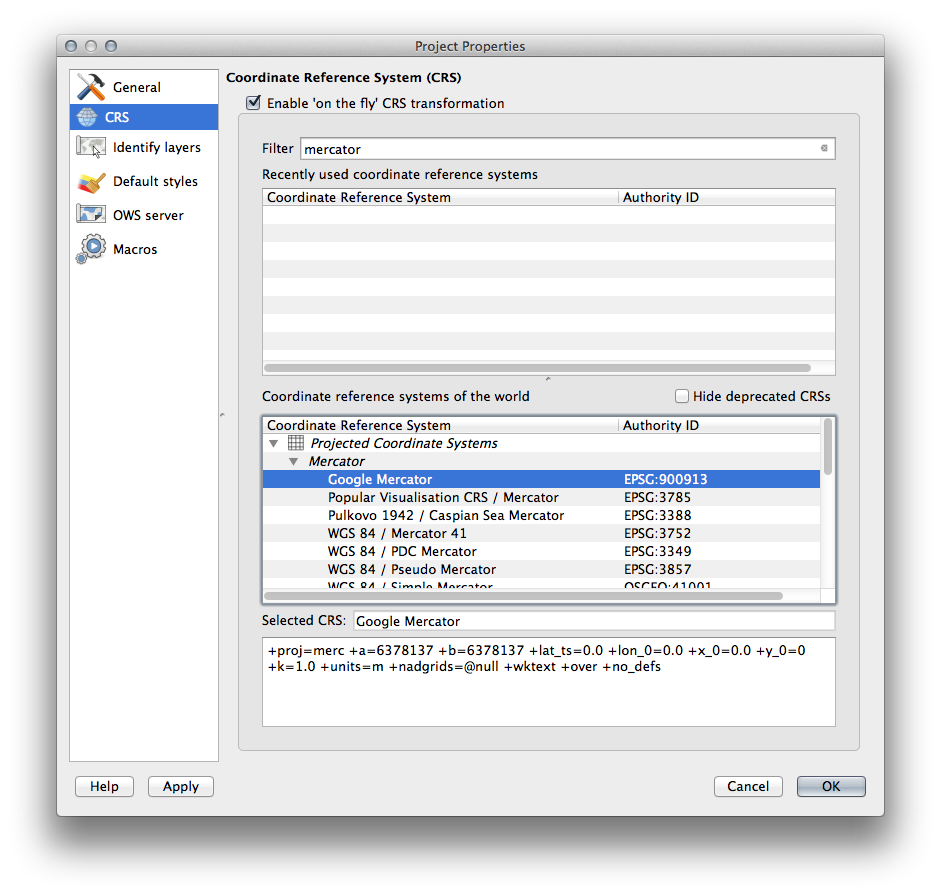 Project Properties
General
CRS
Identify layers
Default styles
OWS server
Macros
Coordinate Reference System (CRS)
Enable 'on the fly' CRS transformation
Filter mercator
Recently used coordinate reference systems
Coordinate Reference System Authority ID
Coordinate reference systems of the world Hide deprecated CRSs
Coordinate Reference System Authority ID
Projected Coordinate Systems
Mercator
Google Mercator EPSG:900913
Popular Visualisation CRS / Mercator EPSG:3785
Pulkovo 1942 / Caspian Sea Mercator EPSG:3388
WGS 84 / Mercator 41 EPSG:3752
WGS 84 / PDC Mercator EPSG:3349
WGS 84 / Pseudo Mercator EPSG:3857
WGS 84 / Simple Mercator OSGEO:41001
Selected CRS: Google Mercator
+proj=merc +a=6378137 +b=6378137 +lat_ts=0.0 +lon_0=0.0 +x_0=0.0 +y_0=0
+k=1.0 +units=m +nadgrids=@null +wktext +over +no_defs
Help Apply Cancel OK